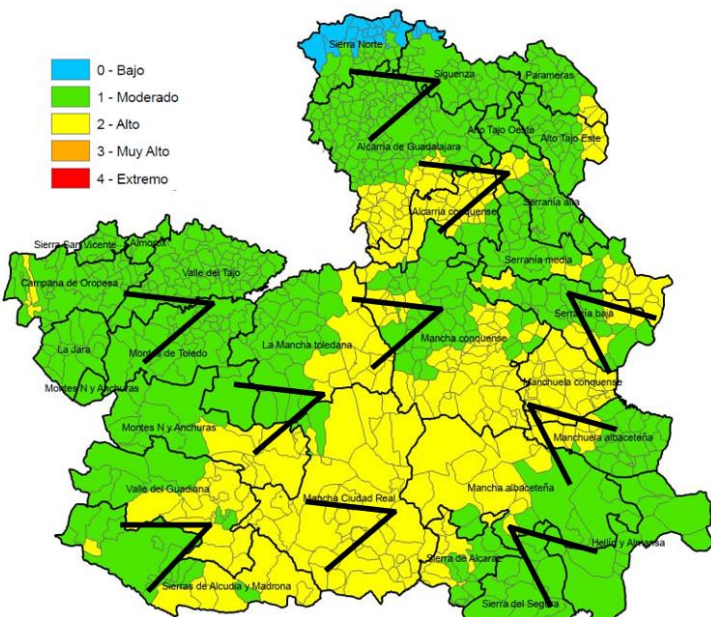 0 - Bajo
1 - Moderado
2 - Alto
3 - Muy Alto
4 - Extremo
Sierra Norte
Sigüenza
Parameras
Alto Tajo Oeste
Alto Tajo Este
Alcarria de Guadalajara
Alcarria conquense
Serranía alta
Sierra San Vicente
Almorox
Valle del Tajo
Campana de Oropesa
Serranía media
Serranía baja
La Jara
Montes de Toledo
La Mancha toledana
Mancha conquense
Montes N y Anchuras
Manchuela conquense
Montes N y Anchuras
Manchuela albaceteña
Valle del Guadiana
Mancha Ciudad Real
Mancha albaceteña
Hellín y Almansa
Sierra de Alcaraz
Sierras de Alcudia y Madrona
Sierra del Segura